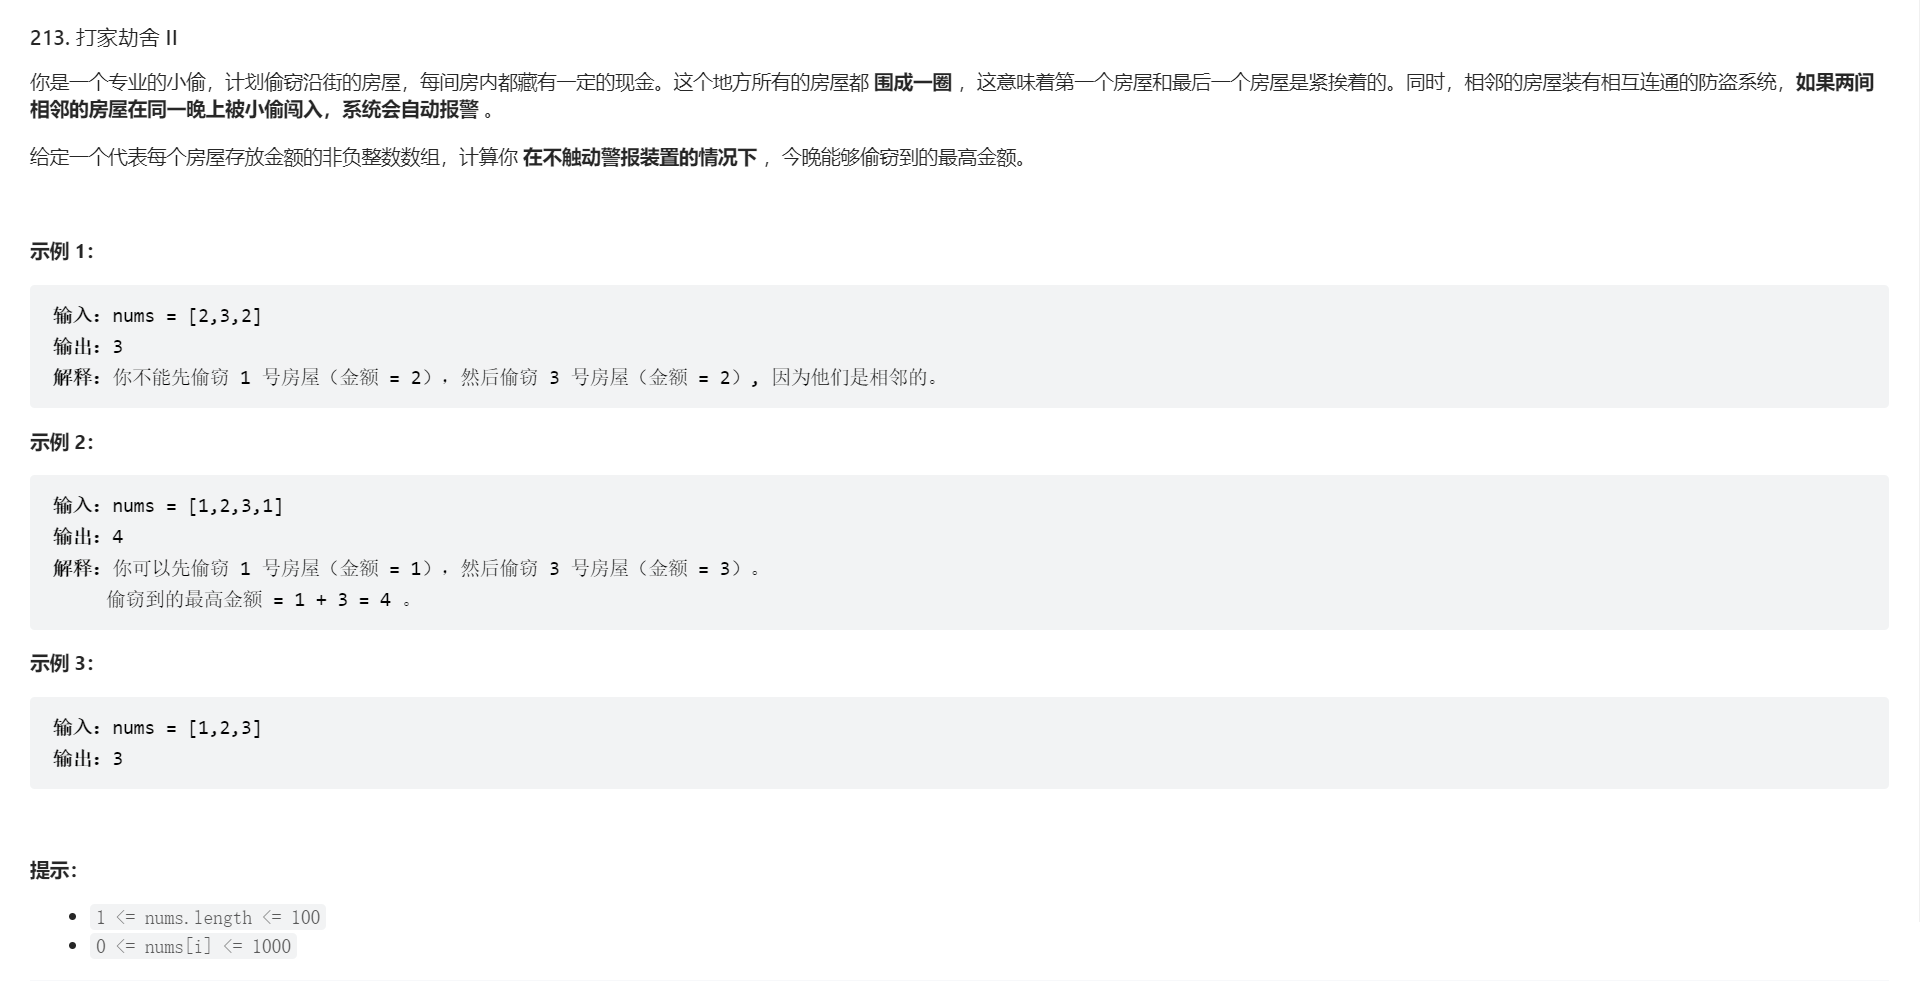 213. 打家劫舍 II
你是一个专业的小偷，计划偷窃沿街的房屋，每间房内都藏有一定的现金。这个地方所有的房屋都 围成一圈 ，这意味着第一个房屋和最后一个房屋是紧挨着的。同时，相邻的房屋装有相互连通的防盗系统，如果两间
相邻的房屋在同一晚上被小偷闯入，系统会自动报警 。
给定一个代表每个房屋存放金额的非负整数数组，计算你 在不触动警报装置的情况下 ，今晚能够偷窃到的最高金额。
示例 1：
输入：nums = [2,3,2]
输出：3
解释：你不能先偷窃 1 号房屋（金额 = 2），然后偷窃 3 号房屋（金额 = 2）, 因为他们是相邻的。
示例 2：
输入：nums = [1,2,3,1]
输出：4
解释：你可以先偷窃 1 号房屋（金额 = 1），然后偷窃 3 号房屋（金额 = 3）。
偷窃到的最高金额 = 1 + 3 = 4 。
示例 3：
输入：nums = [1,2,3]
输出：3
提示：
1 <= nums.length <= 100
0 <= nums[i] <= 1000